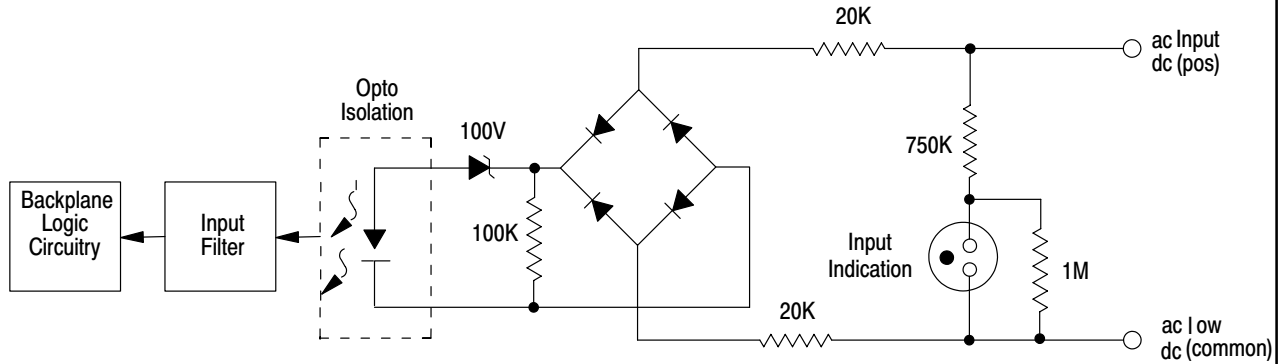 20K
ac Input
dc (pos)
Opto
Isolation
100V
750K
Backplane
Logic
Circuitry
Input
Filter
100K
Input
Indication
1M
20K
ac low
dc (common)